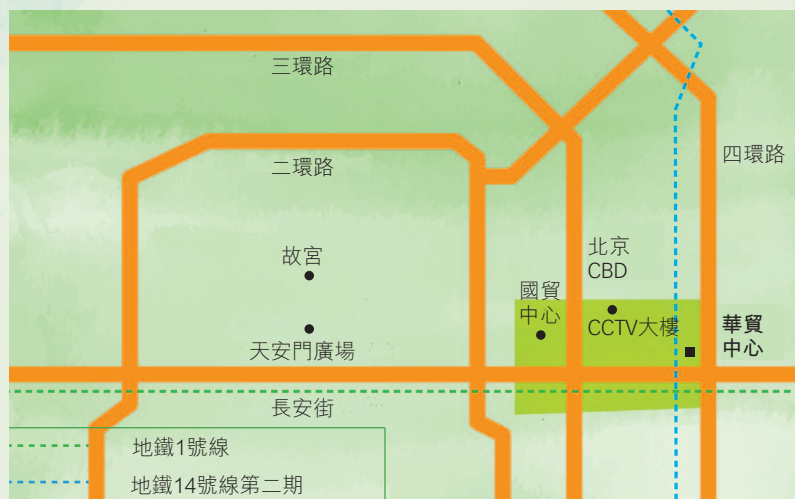 三環路
二環路
四環路
故宮
北京
CBD
國貿
中心
CCTV大樓
華貿
中心
天安門廣場
長安街
地鐵1號線
地鐵14號線第二期